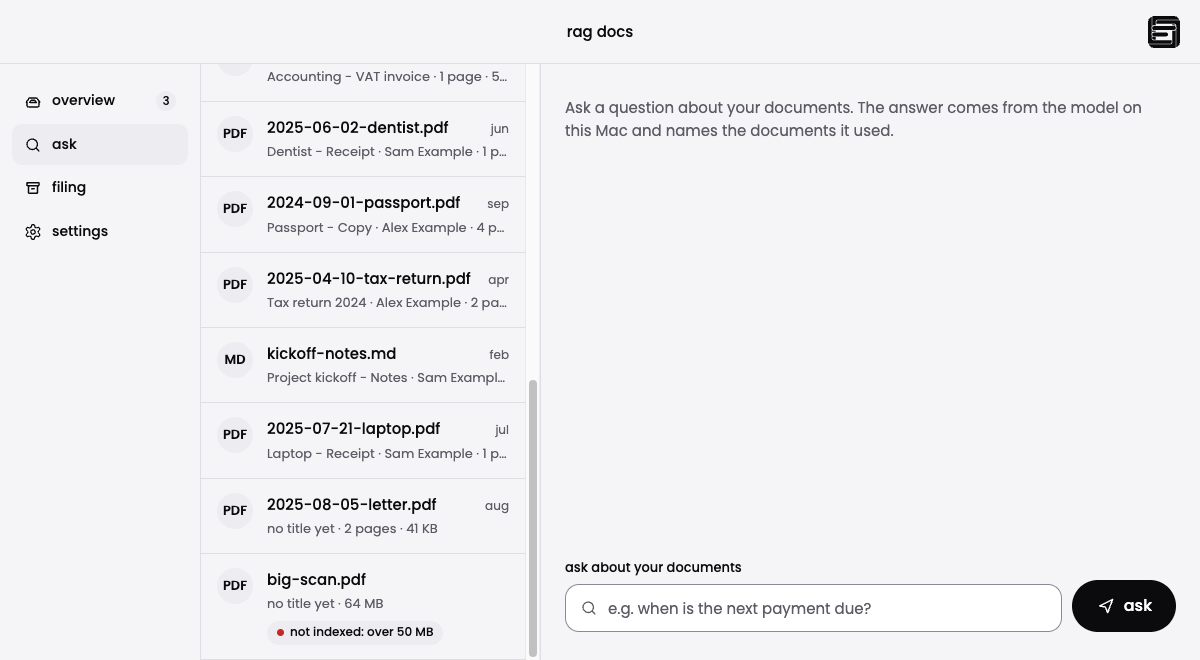 rag docs
overview 3
ask
filing
settings
Accounting - VAT invoice · 1 page · 5...
PDF 2025-06-02-dentist.pdf jun
Dentist - Receipt · Sam Example · 1 p...
PDF 2024-09-01-passport.pdf sep
Passport - Copy · Alex Example · 4 p...
PDF 2025-04-10-tax-return.pdf apr
Tax return 2024 · Alex Example · 2 pa...
MD kickoff-notes.md feb
Project kickoff - Notes · Sam Exampl...
PDF 2025-07-21-laptop.pdf jul
Laptop - Receipt · Sam Example · 1 p...
PDF 2025-08-05-letter.pdf aug
no title yet · 2 pages · 41 KB
PDF big-scan.pdf
no title yet · 64 MB
not indexed: over 50 MB
Ask a question about your documents. The answer comes from the model on
this Mac and names the documents it used.
ask about your documents
e.g. when is the next payment due?
ask